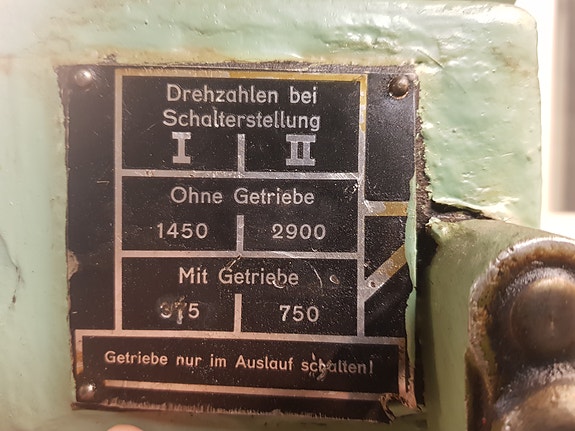 Drehzahlen bei
Schalterstellung
I II
Ohne Getriebe
1450 2900
Mit Getriebe
375 750
Getriebe nur im Auslauf schalten!